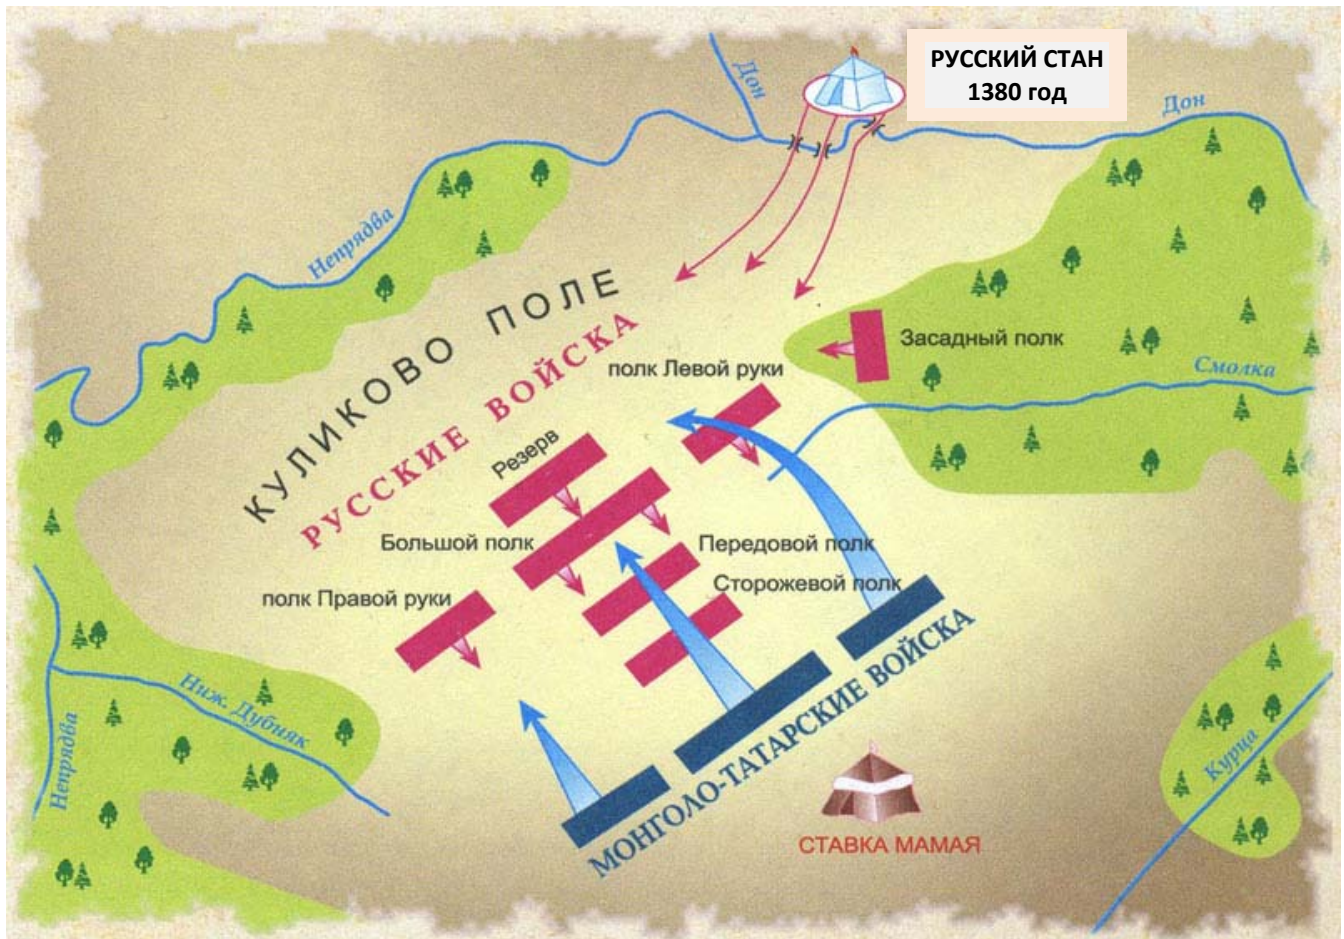 РУССКИЙ СТАН
1380 год
Дон
Дон
Непрядва
КУЛИКОВО ПОЛЕ
РУССКИЕ ВОЙСКА
Засадный полк
полк Левой руки
Смолка
Резерв
Большой полк
Передовой полк
Сторожевой полк
полк Правой руки
МОНГОЛО-ТАТАРСКИЕ ВОЙСКА
Ниж. Дубняк
Непрядва
Курца
СТАВКА МАМАЯ